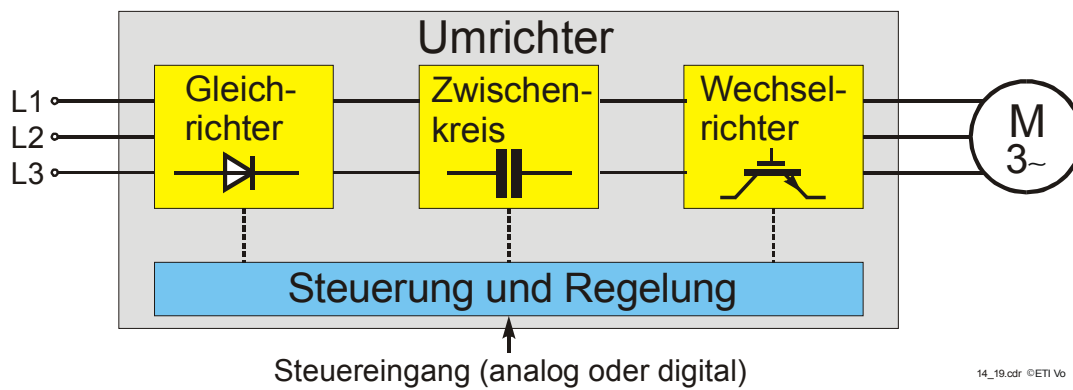 Umrichter
L1
L2
L3
Gleich-
richter
Zwischen-
kreis
Wechsel-
richter
M
3~
Steuerung und Regelung
Steuereingang (analog oder digital)
14_19.cdr ©ETI Vo